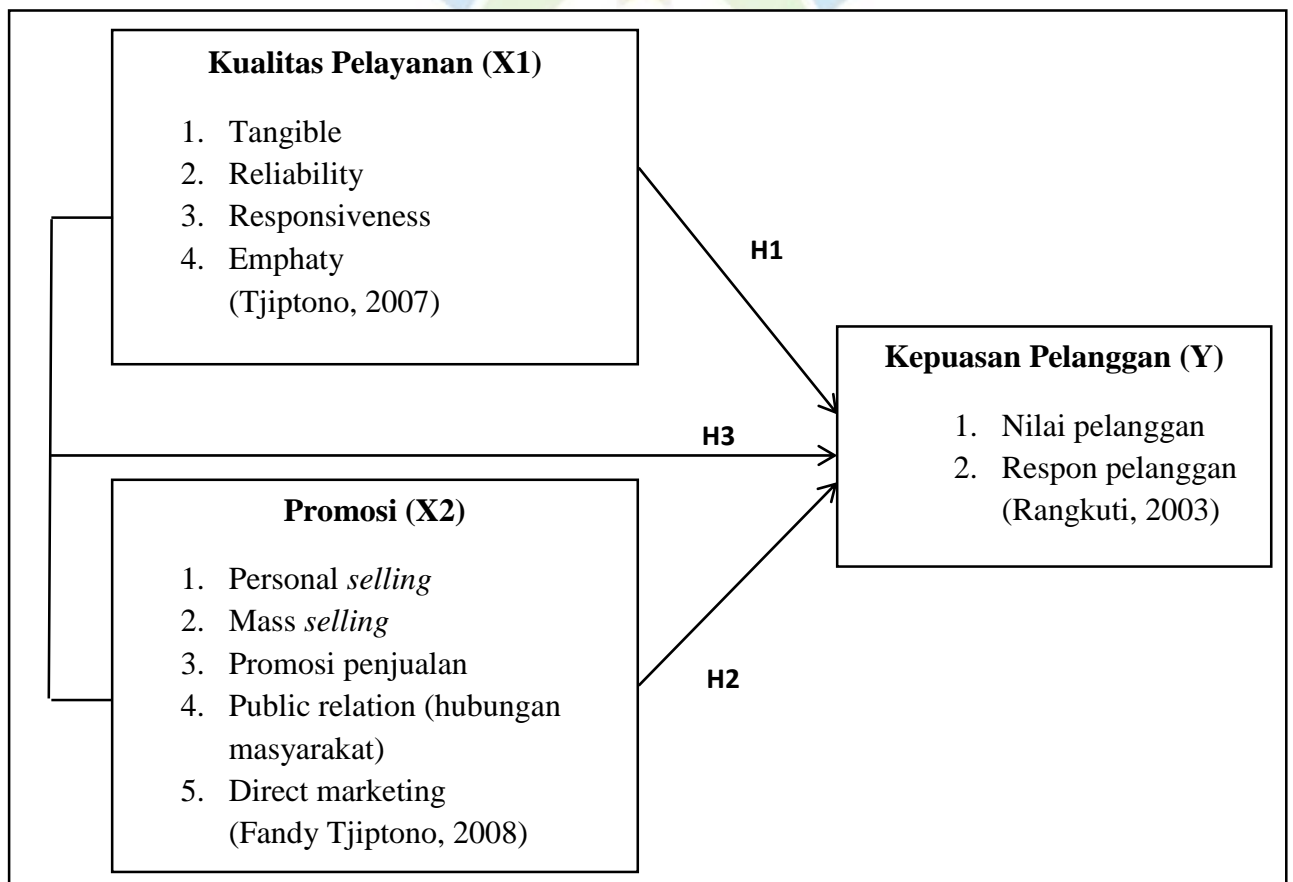 Kualitas Pelayanan (X1)
1. Tangible
2. Reliability
3. Responsiveness
4. Emphaty
(Tjiptono, 2007)
H1
Kepuasan Pelanggan (Y)
1. Nilai pelanggan
2. Respon pelanggan
(Rangkuti, 2003)
H3
Promosi (X2)
1. Personal selling
2. Mass selling
3. Promosi penjualan
4. Public relation (hubungan
masyarakat)
5. Direct marketing
(Fandy Tjiptono, 2008)
H2